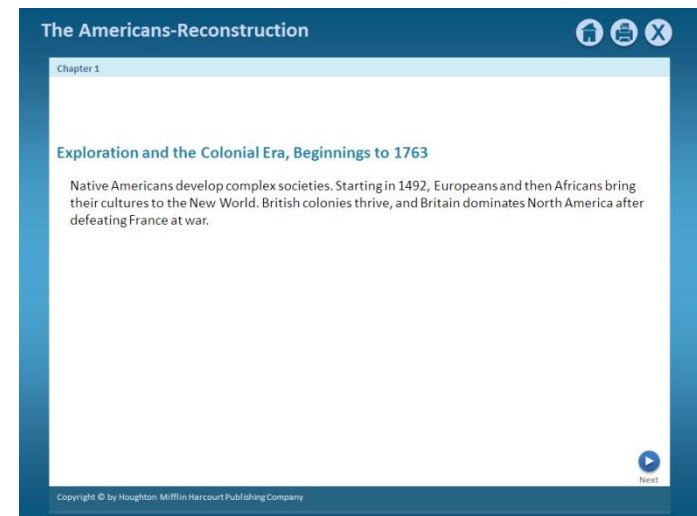 The Americans-Reconstruction
X
Chapter 1
Exploration and the Colonial Era, Beginnings to 1763
Native Americans develop complex societies. Starting in 1492, Europeans and then Africans bring
their cultures to the New World. British colonies thrive, and Britain dominates North America after
defeating France at war.
Next
Copyright © by Houghton Mifflin Harcourt Publishing Company